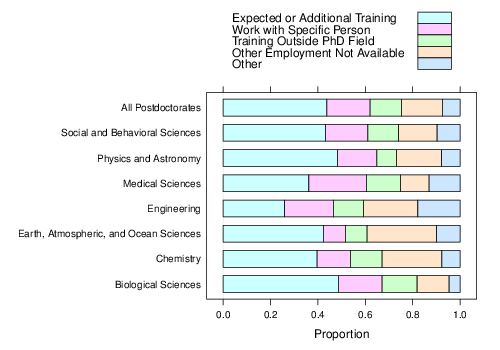 Expected or Additional Training
Work with Specific Person
Training Outside PhD Field
Other Employment Not Available
Other
All Postdoctorates
Social and Behavioral Sciences
Physics and Astronomy
Medical Sciences
Engineering
Earth, Atmospheric, and Ocean Sciences
Chemistry
Biological Sciences
0.0 0.2 0.4 0.6 0.8 1.0
Proportion